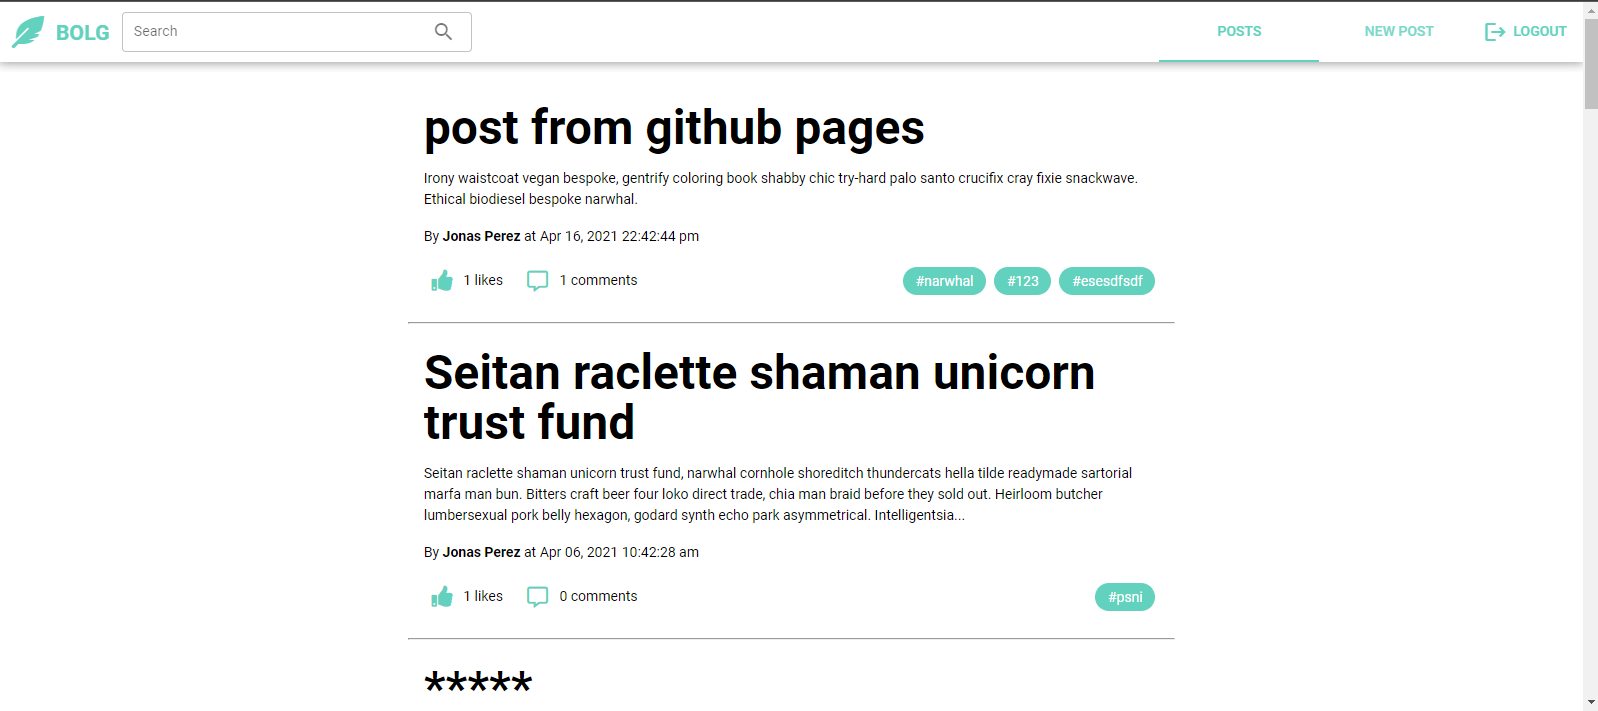 BOLG
Search
POSTS
NEW POST
LOGOUT
post from github pages
Irony waistcoat vegan bespoke, gentrify coloring book shabby chic try-hard palo santo crucifix cray fixie snackwave.
Ethical biodiesel bespoke narwhal.
By Jonas Perez at Apr 16, 2021 22:42:44 pm
1 likes
1 comments
#narwhal
#123
#esesdfsdf
Seitan raclette shaman unicorn
trust fund
Seitan raclette shaman unicorn trust fund, narwhal cornhole shoreditch thundercats hella tilde readymade sartorial
marfa man bun. Bitters craft beer four loko direct trade, chia man braid before they sold out. Heirloom butcher
lumbersexual pork belly hexagon, godard synth echo park asymmetrical. Intelligentsia...
By Jonas Perez at Apr 06, 2021 10:42:28 am
1 likes
0 comments
#psni
*****